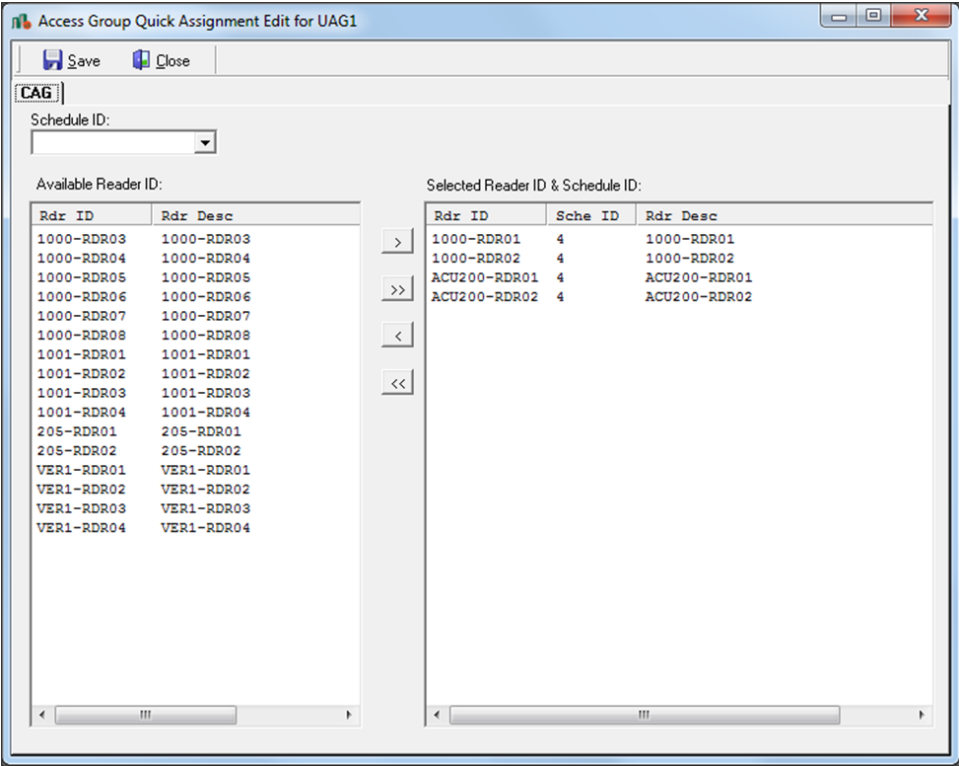 Access Group Quick Assignment Edit for UAG1
Save Close
CAG
Schedule ID:
Available Reader ID: Selected Reader ID & Schedule ID:
Rdr ID Rdr Desc Rdr ID Sche ID Rdr Desc
1000-RDR03 1000-RDR03 > 1000-RDR01 4 1000-RDR01
1000-RDR04 1000-RDR04 1000-RDR02 4 1000-RDR02
1000-RDR05 1000-RDR05 ACU200-RDR01 4 ACU200-RDR01
1000-RDR06 1000-RDR06 >> ACU200-RDR02 4 ACU200-RDR02
1000-RDR07 1000-RDR07
1000-RDR08 1000-RDR08 <
1001-RDR01 1001-RDR01
1001-RDR02 1001-RDR02 <<
1001-RDR03 1001-RDR03
1001-RDR04 1001-RDR04
205-RDR01 205-RDR01
205-RDR02 205-RDR02
VER1-RDR01 VER1-RDR01
VER1-RDR02 VER1-RDR02
VER1-RDR03 VER1-RDR03
VER1-RDR04 VER1-RDR04